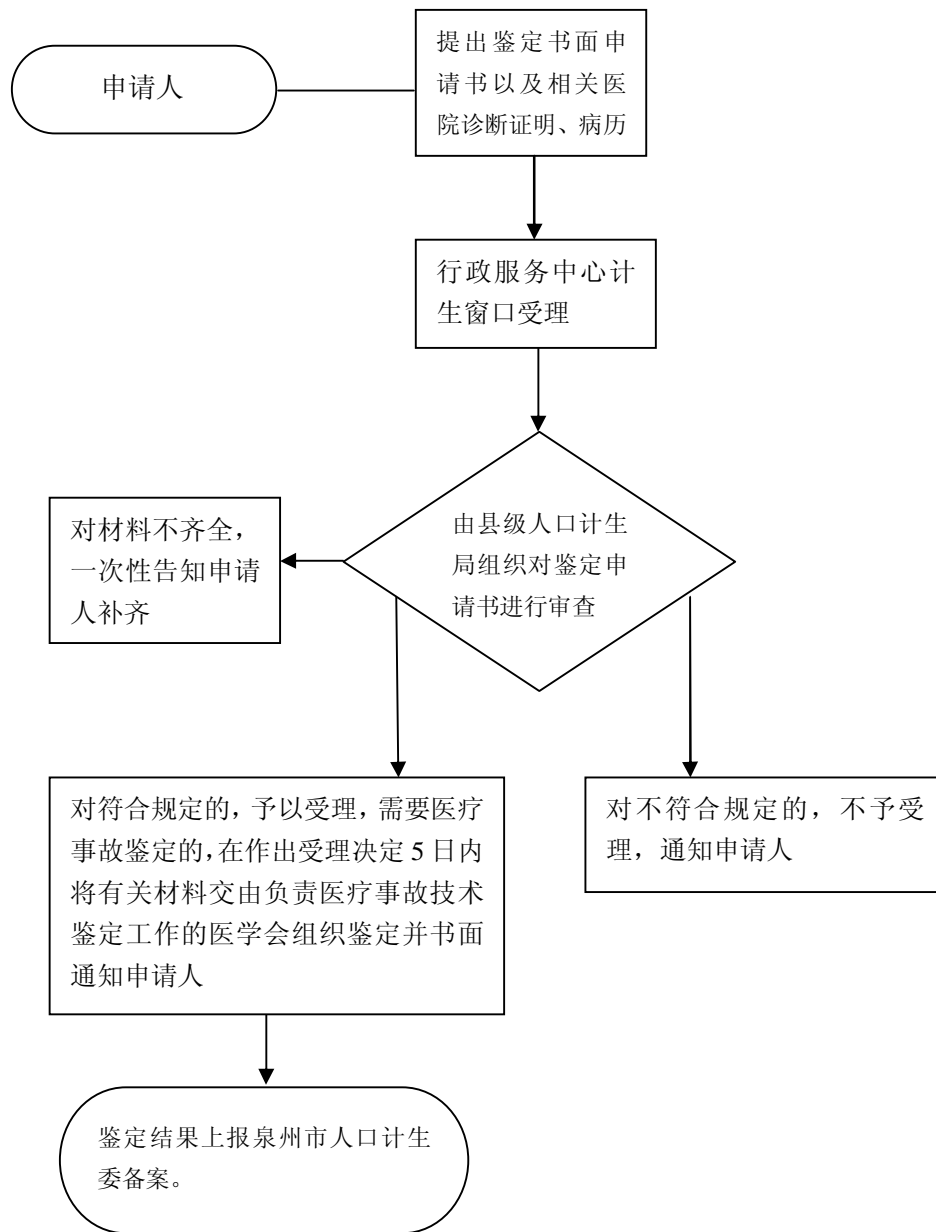 申请人
提出鉴定书面申
请书以及相关医
院诊断证明、病历
行政服务中心计
生窗口受理
由县级人口计生
局组织对鉴定申
请书进行审查
对材料不齐全，
一次性告知申请
人补齐
对符合规定的，予以受理，需要医疗
事故鉴定的，在作出受理决定 5 日内
将有关材料交由负责医疗事故技术
鉴定工作的医学会组织鉴定并书面
通知申请人
对不符合规定的，不予受
理，通知申请人
鉴定结果上报泉州市人口计生
委备案。